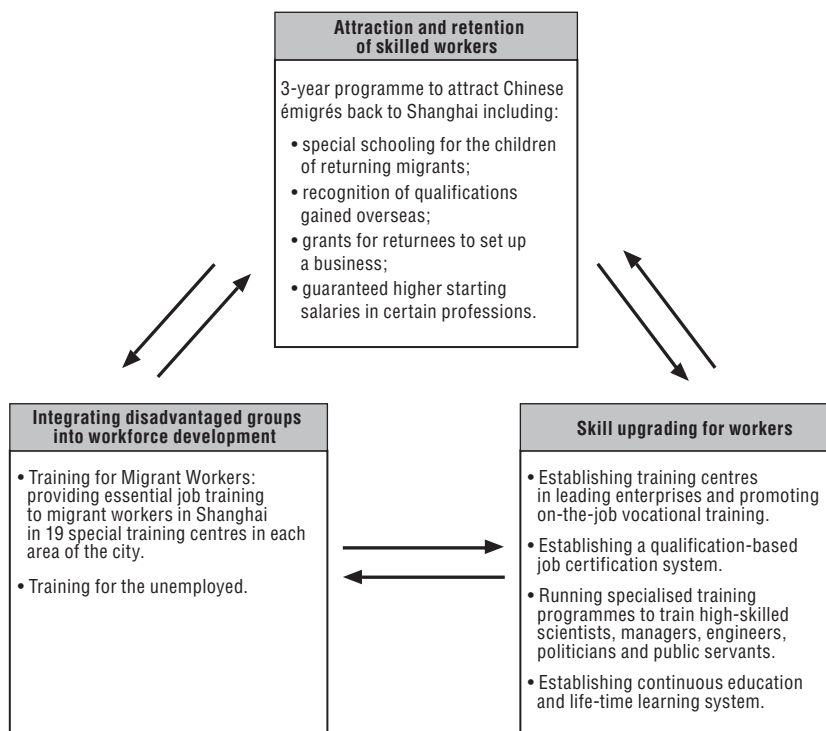 Attraction and retention
of skilled workers
3-year programme to attract Chinese
émigrés back to Shanghai including:
• special schooling for the children
of returning migrants;
• recognition of qualifications
gained overseas;
• grants for returnees to set up
a business;
• guaranteed higher starting
salaries in certain professions.
Integrating disadvantaged groups
into workforce development
• Training for Migrant Workers:
providing essential job training
to migrant workers in Shanghai
in 19 special training centres in each
area of the city.
• Training for the unemployed.
Skill upgrading for workers
• Establishing training centres
in leading enterprises and promoting
on-the-job vocational training.
• Establishing a qualification-based
job certification system.
• Running specialised training
programmes to train high-skilled
scientists, managers, engineers,
politicians and public servants.
• Establishing continuous education
and life-time learning system.